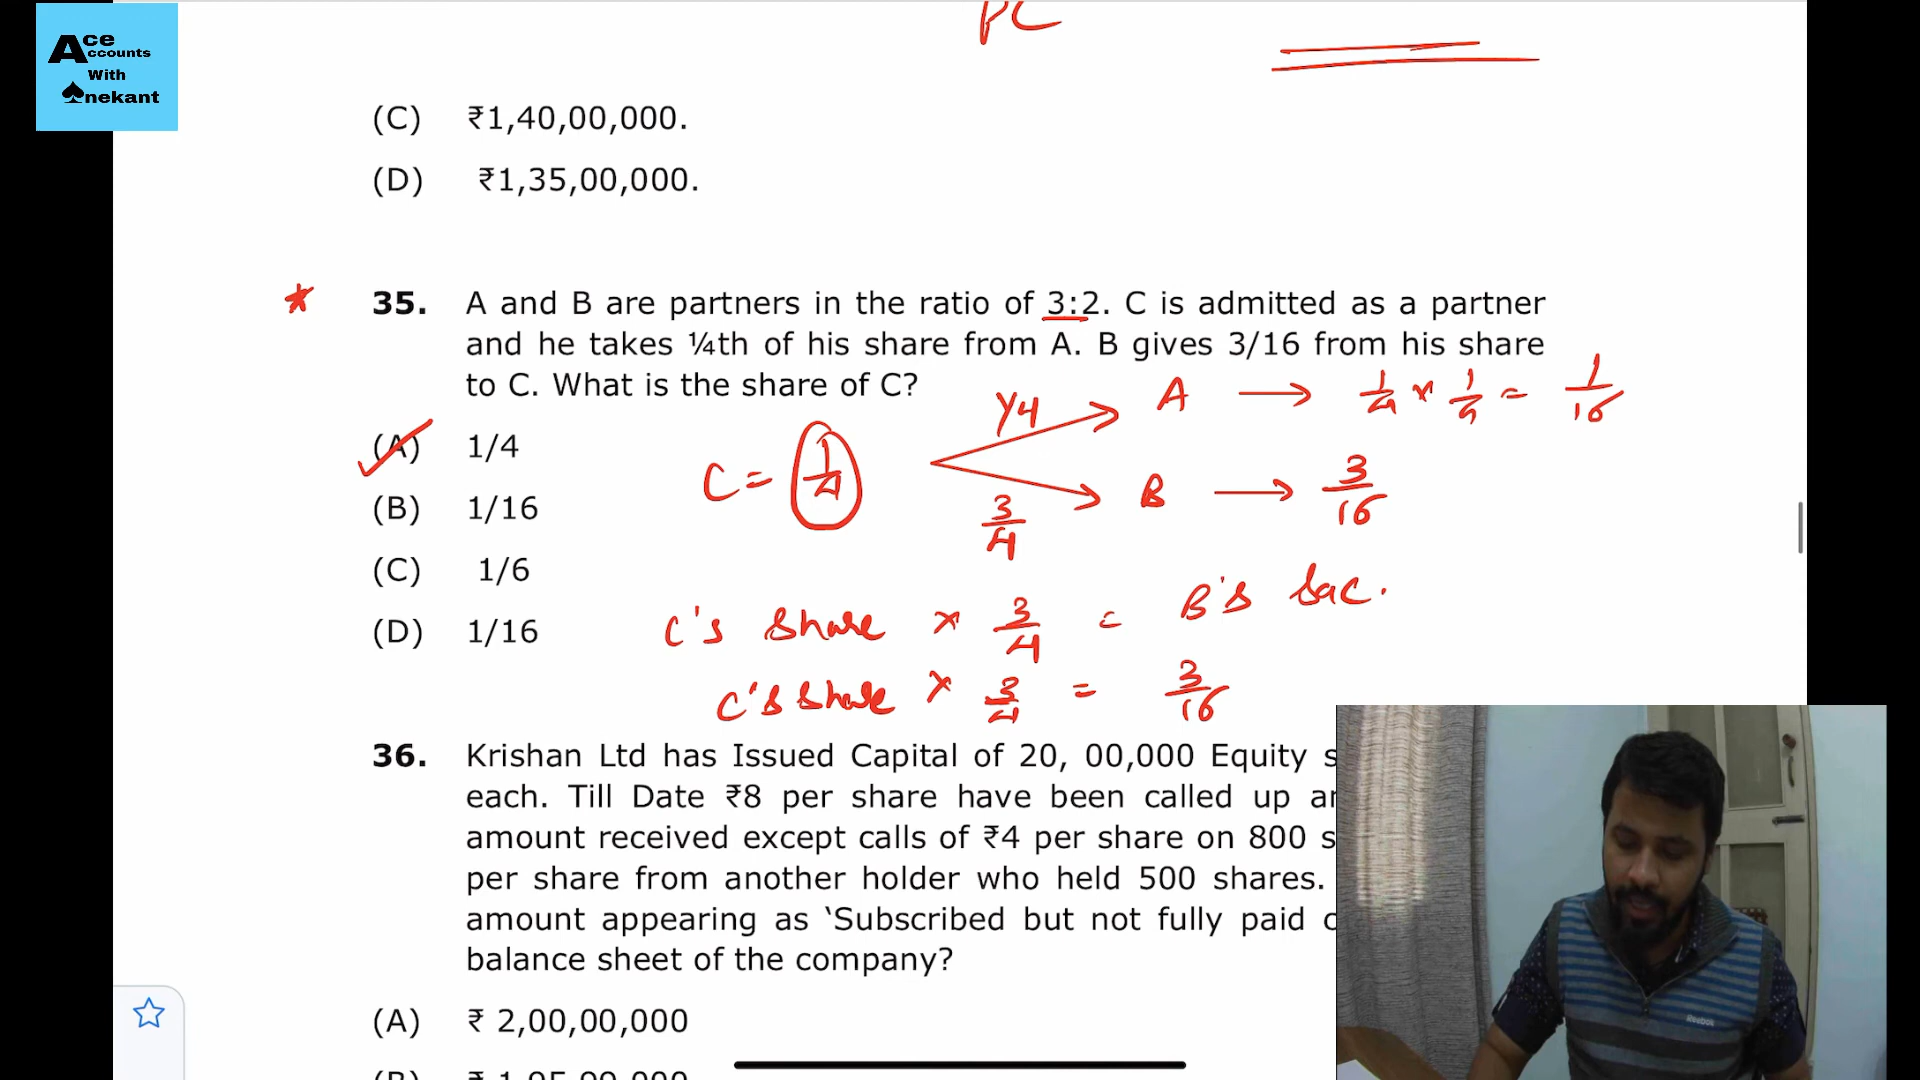 Ace
Accounts
With
Anekant
PC
(C) ₹1,40,00,000.
(D) ₹1,35,00,000.
35. A and B are partners in the ratio of 3:2. C is admitted as a partner
and he takes ¼th of his share from A. B gives 3/16 from his share
to C. What is the share of C?
1/4 A → 1/4 × 1/4 = 1/16
(A) 1/4
C = 1/4
3/4 B → 3/16
(B) 1/16
(C) 1/6
C's share × 3/4 = B's sac.
(D) 1/16
C's share × 3/4 = 3/16
36. Krishan Ltd has Issued Capital of 20, 00,000 Equity s
each. Till Date ₹8 per share have been called up
amount received except calls of ₹4 per share on 800 s
per share from another holder who held 500 shares.
amount appearing as ‘Subscribed but not fully paid
balance sheet of the company?
(A) ₹ 2,00,00,000
Reebok